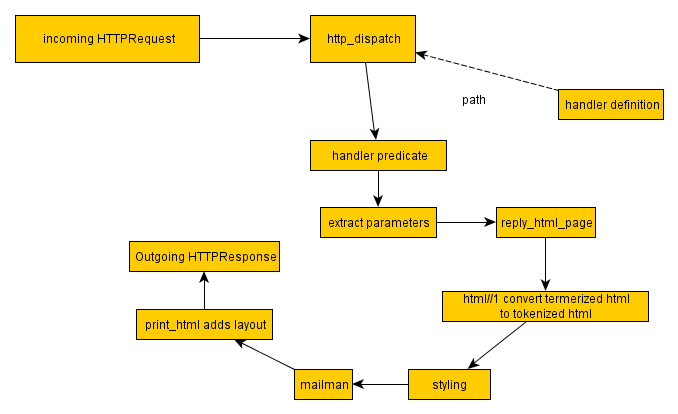 incoming HTTPRequest
http_dispatch
path
handler definition
handler predicate
extract parameters
reply_html_page
Outgoing HTTPResponse
html//1 convert termerized html
to tokenized html
print_html adds layout
mailman
styling